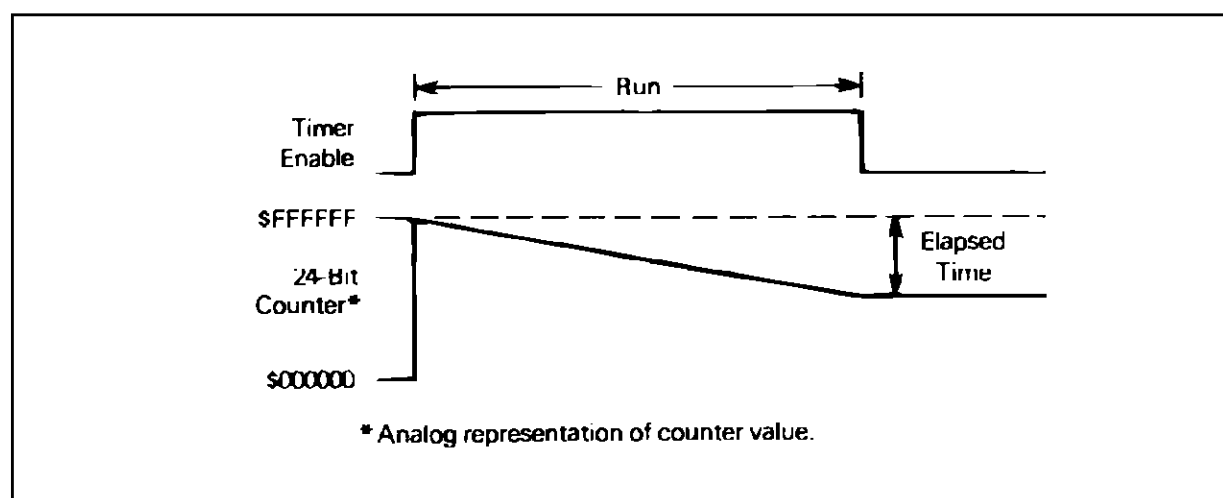 Run
Timer
Enable
$FFFFFF
Elapsed
Time
24-Bit
Counter*
$000000
* Analog representation of counter value.